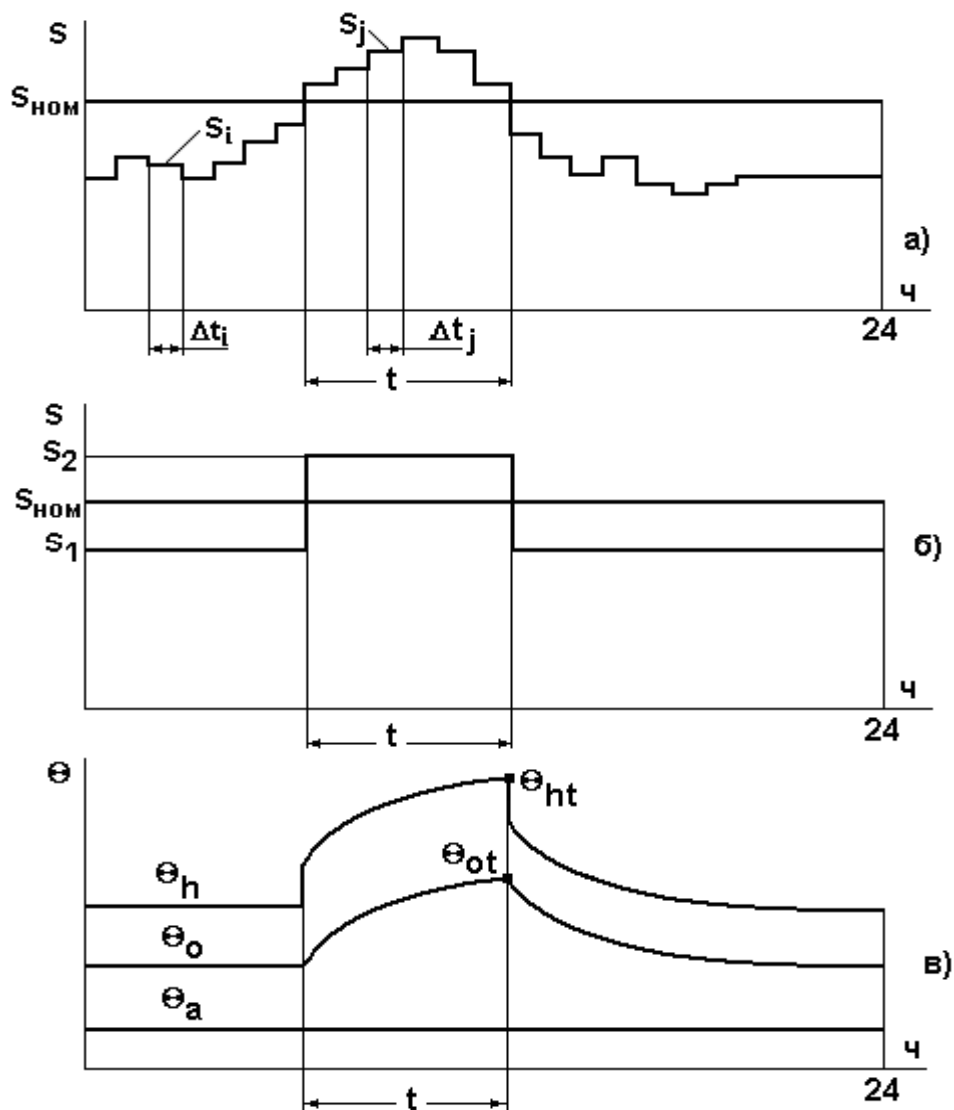 S
Sj
Sном
Si
а)
ч
Δti
Δtj
24
t
S
S2
Sном
S1
б)
ч
t
24
Θ
Θht
Θot
Θh
Θo
в)
Θa
ч
24
t